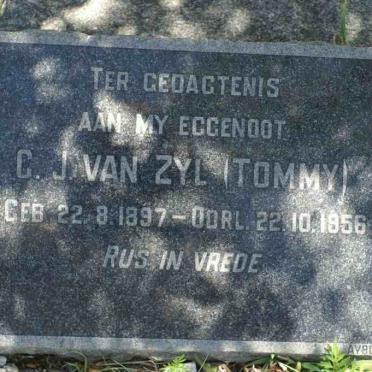 TER GEDAGTENIS
AAN MY EGGENOOT
C. J. VAN ZYL (TOMMY)
GEB. 22.8.1897 – OORL. 22.10.1956
RUS IN VREDE